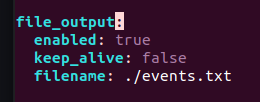 file_output:
  enabled: true
  keep_alive: false
  filename: ./events.txt